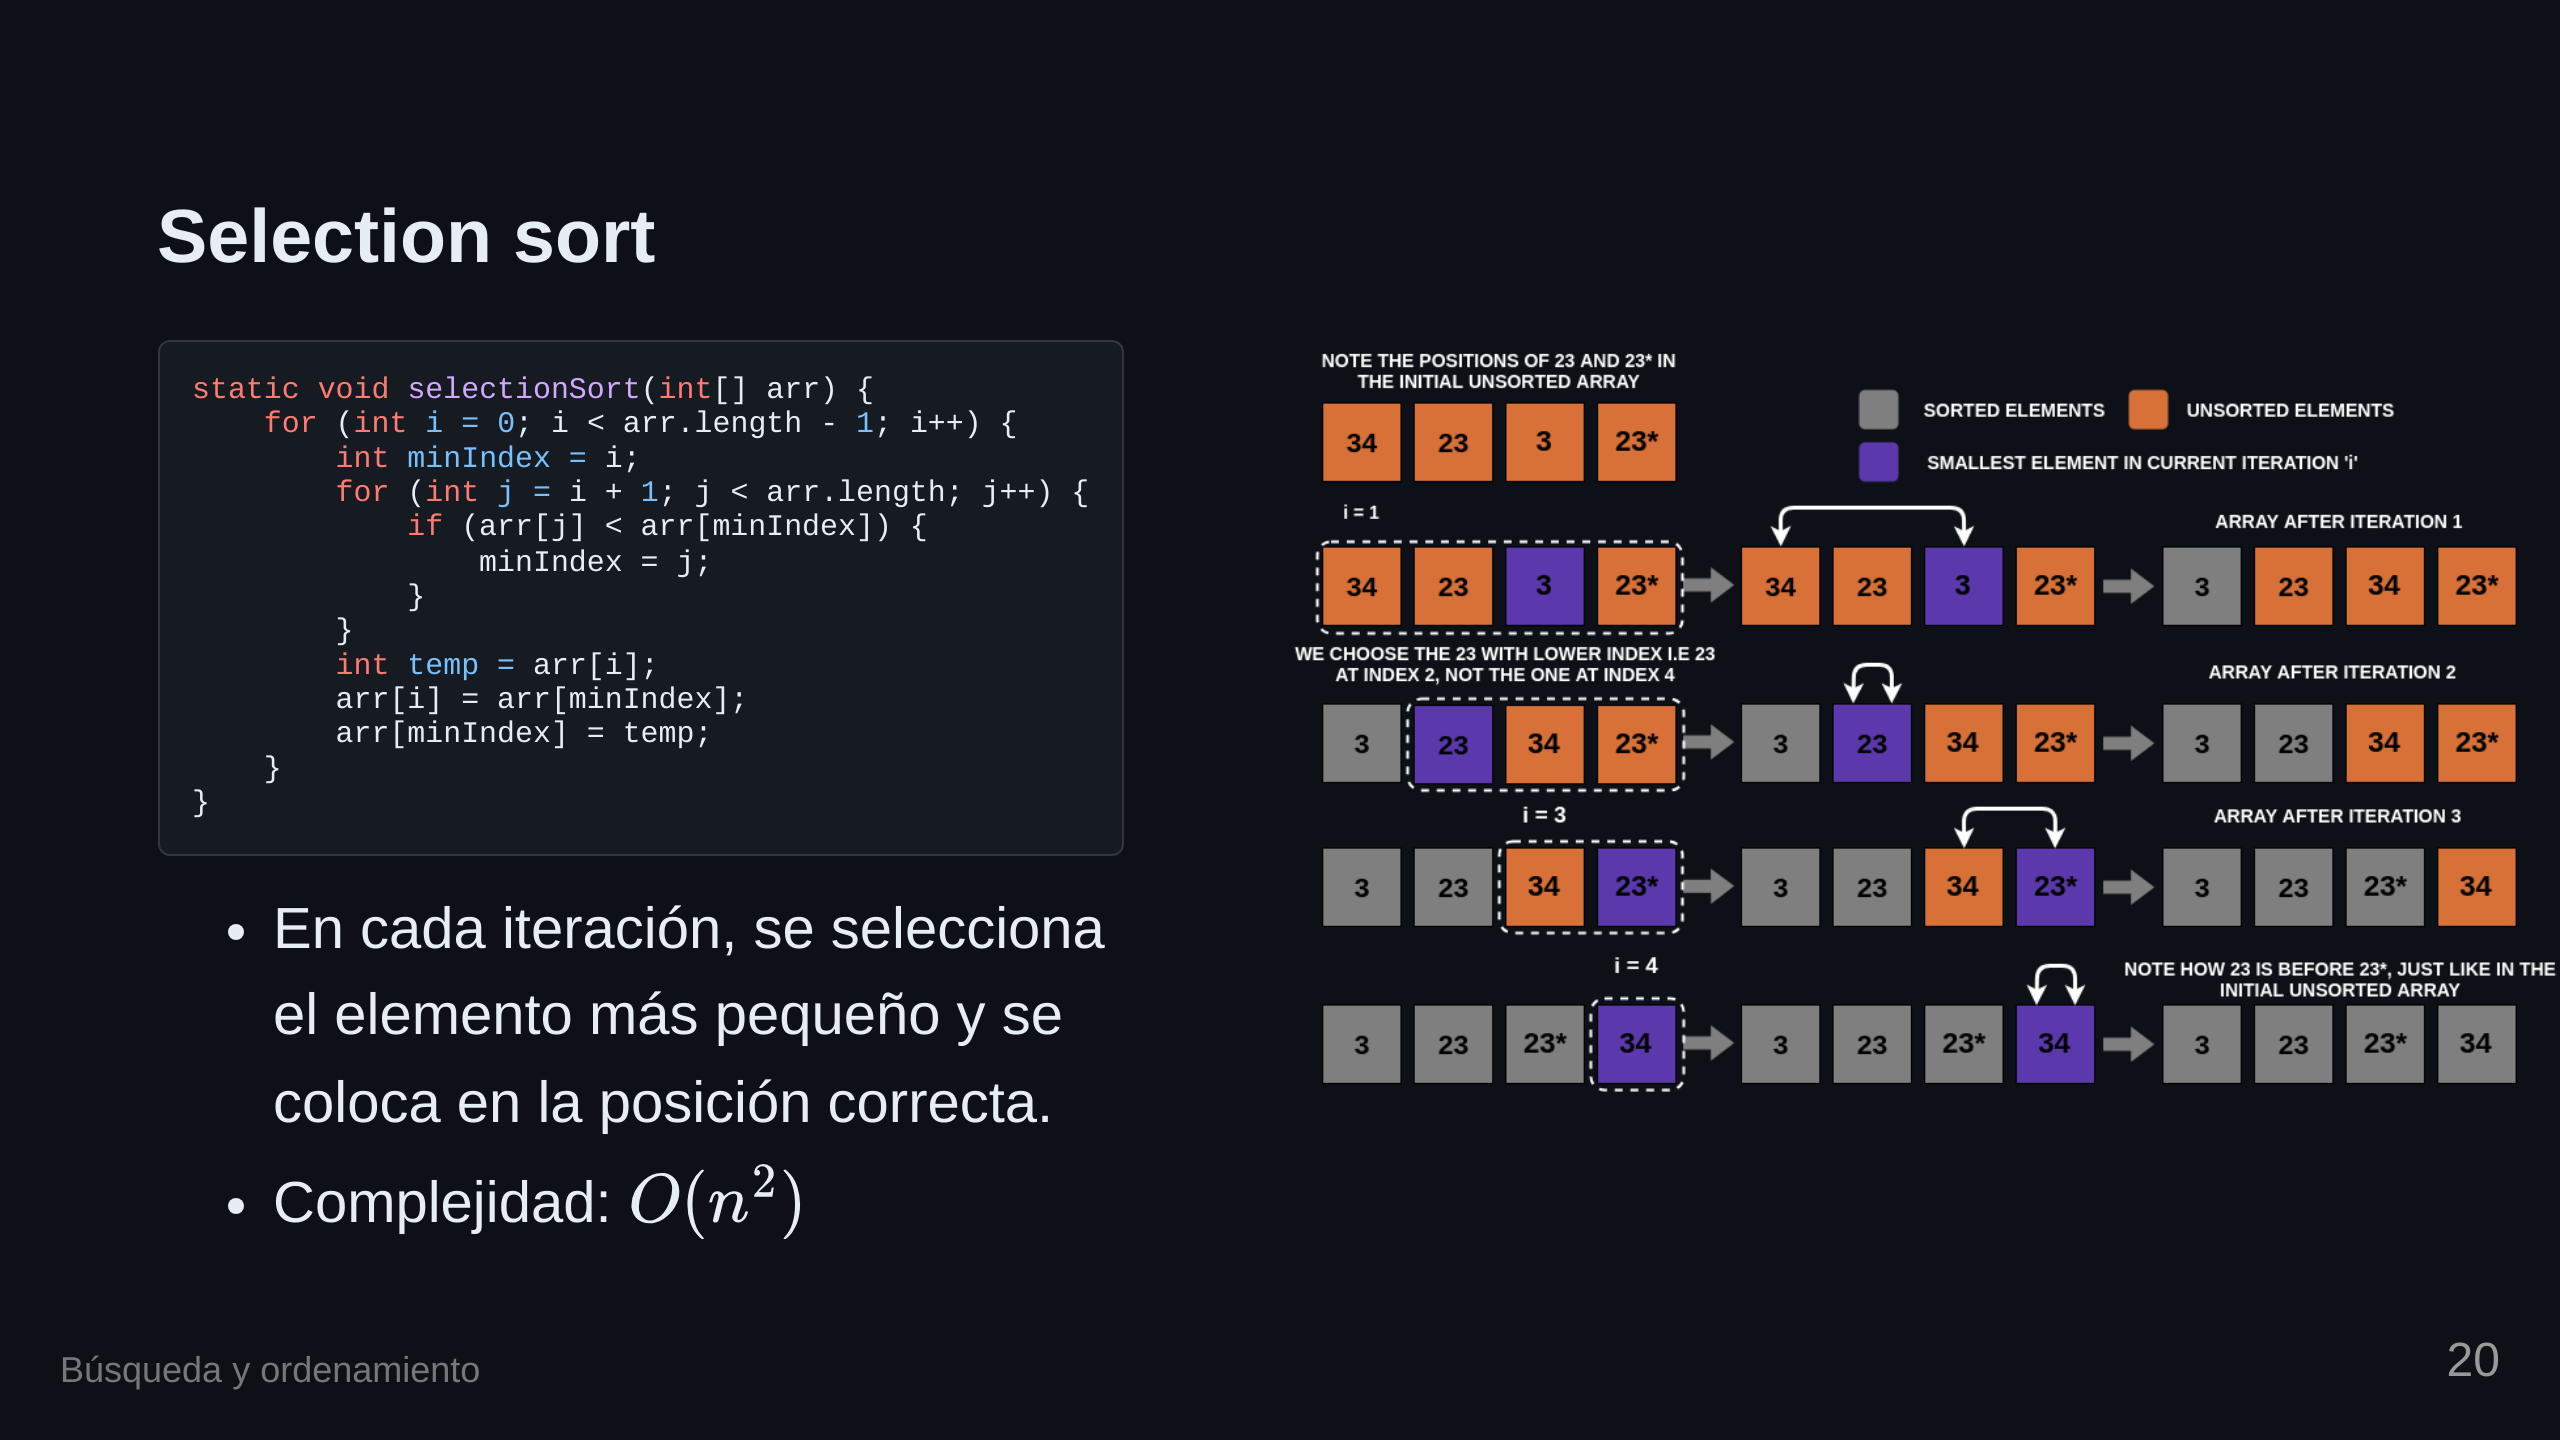 Selection sort
static void selectionSort(int[] arr) {
    for (int i = 0; i < arr.length - 1; i++) {
        int minIndex = i;
        for (int j = i + 1; j < arr.length; j++) {
            if (arr[j] < arr[minIndex]) {
                minIndex = j;
            }
        }
        int temp = arr[i];
        arr[i] = arr[minIndex];
        arr[minIndex] = temp;
    }
}
• En cada iteración, se selecciona
el elemento más pequeño y se
coloca en la posición correcta.
• Complejidad: O(n²)
NOTE THE POSITIONS OF 23 AND 23* IN
THE INITIAL UNSORTED ARRAY
34 23 3 23*
SORTED ELEMENTS UNSORTED ELEMENTS
SMALLEST ELEMENT IN CURRENT ITERATION 'i'
i = 1
ARRAY AFTER ITERATION 1
34 23 3 23* 34 23 3 23* 3 23 34 23*
WE CHOOSE THE 23 WITH LOWER INDEX I.E 23
AT INDEX 2, NOT THE ONE AT INDEX 4
ARRAY AFTER ITERATION 2
3 23 34 23* 3 23 34 23* 3 23 34 23*
i = 3
ARRAY AFTER ITERATION 3
3 23 34 23* 3 23 34 23* 3 23 23* 34
i = 4
NOTE HOW 23 IS BEFORE 23*, JUST LIKE IN THE
INITIAL UNSORTED ARRAY
3 23 23* 34 3 23 23* 34 3 23 23* 34
Búsqueda y ordenamiento
20